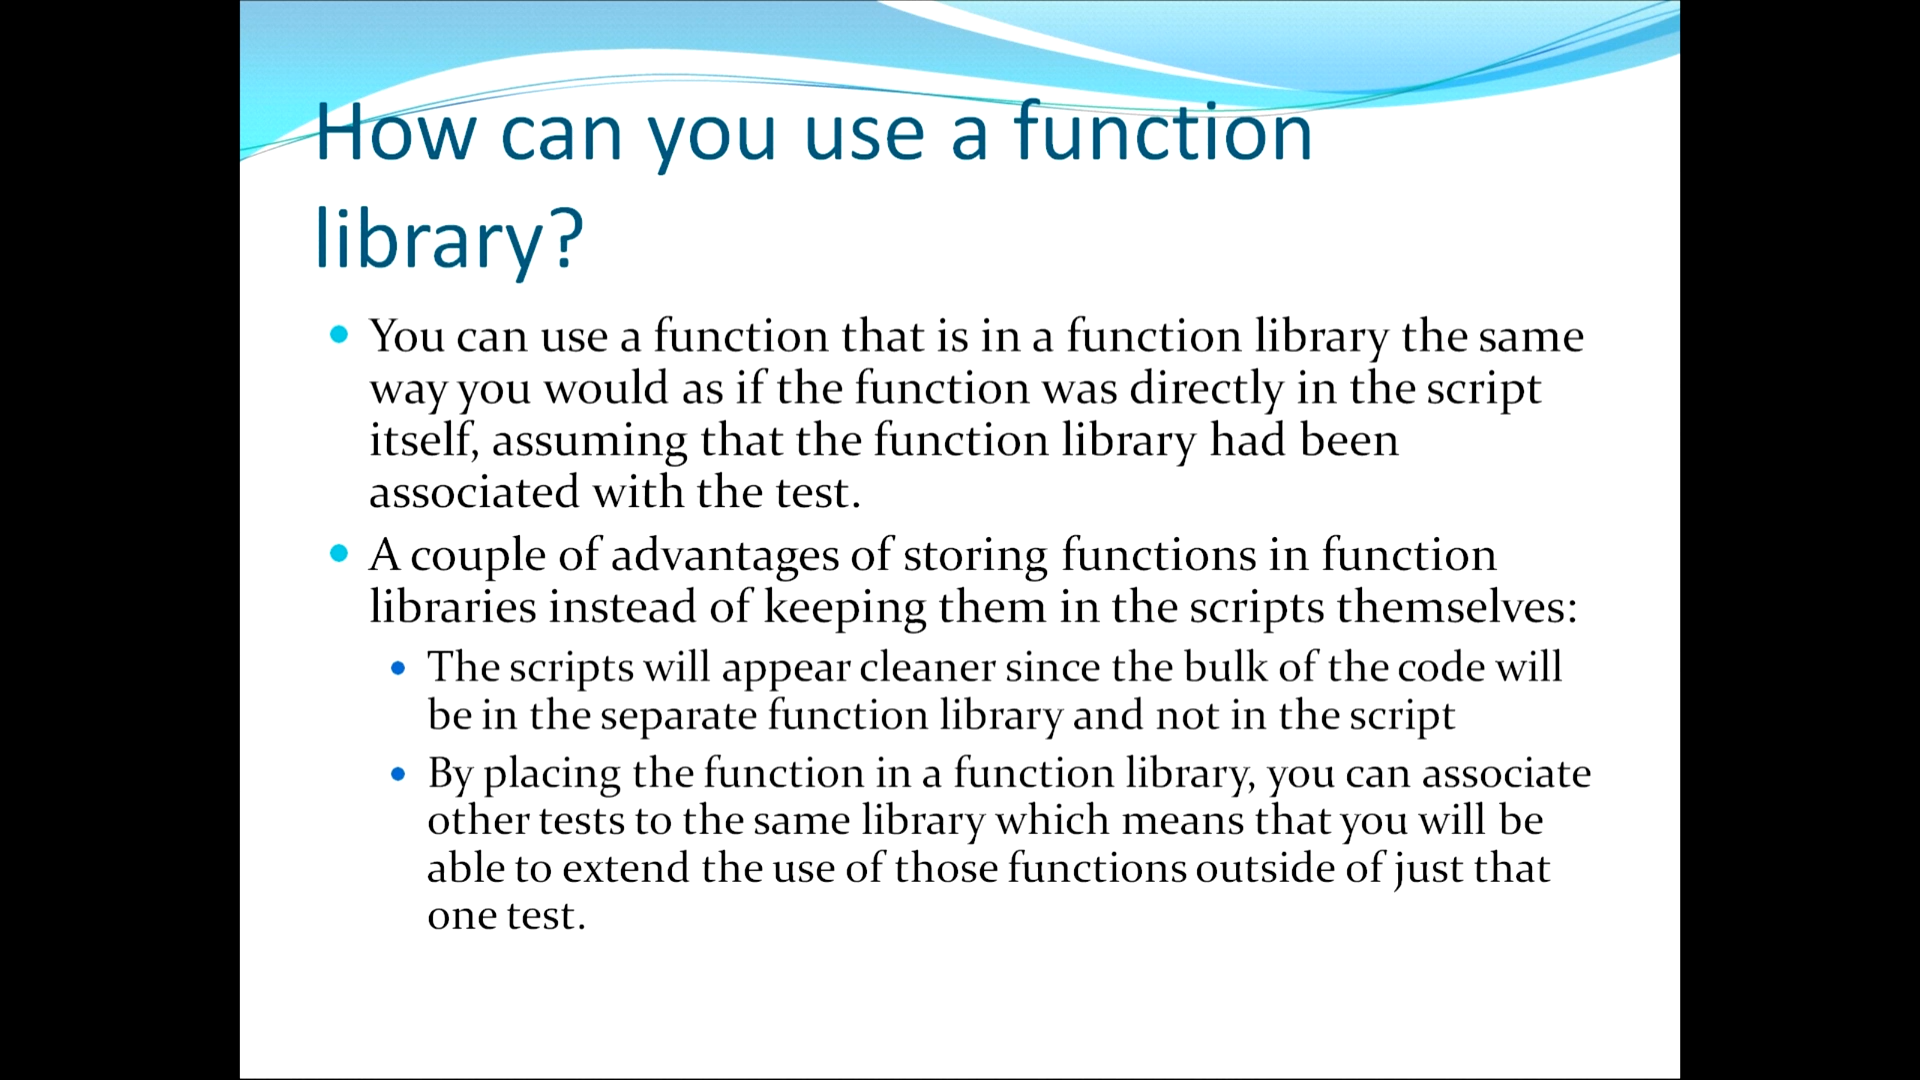 How can you use a function
library?
You can use a function that is in a function library the same
way you would as if the function was directly in the script
itself, assuming that the function library had been
associated with the test.
A couple of advantages of storing functions in function
libraries instead of keeping them in the scripts themselves:
The scripts will appear cleaner since the bulk of the code will
be in the separate function library and not in the script
By placing the function in a function library, you can associate
other tests to the same library which means that you will be
able to extend the use of those functions outside of just that
one test.